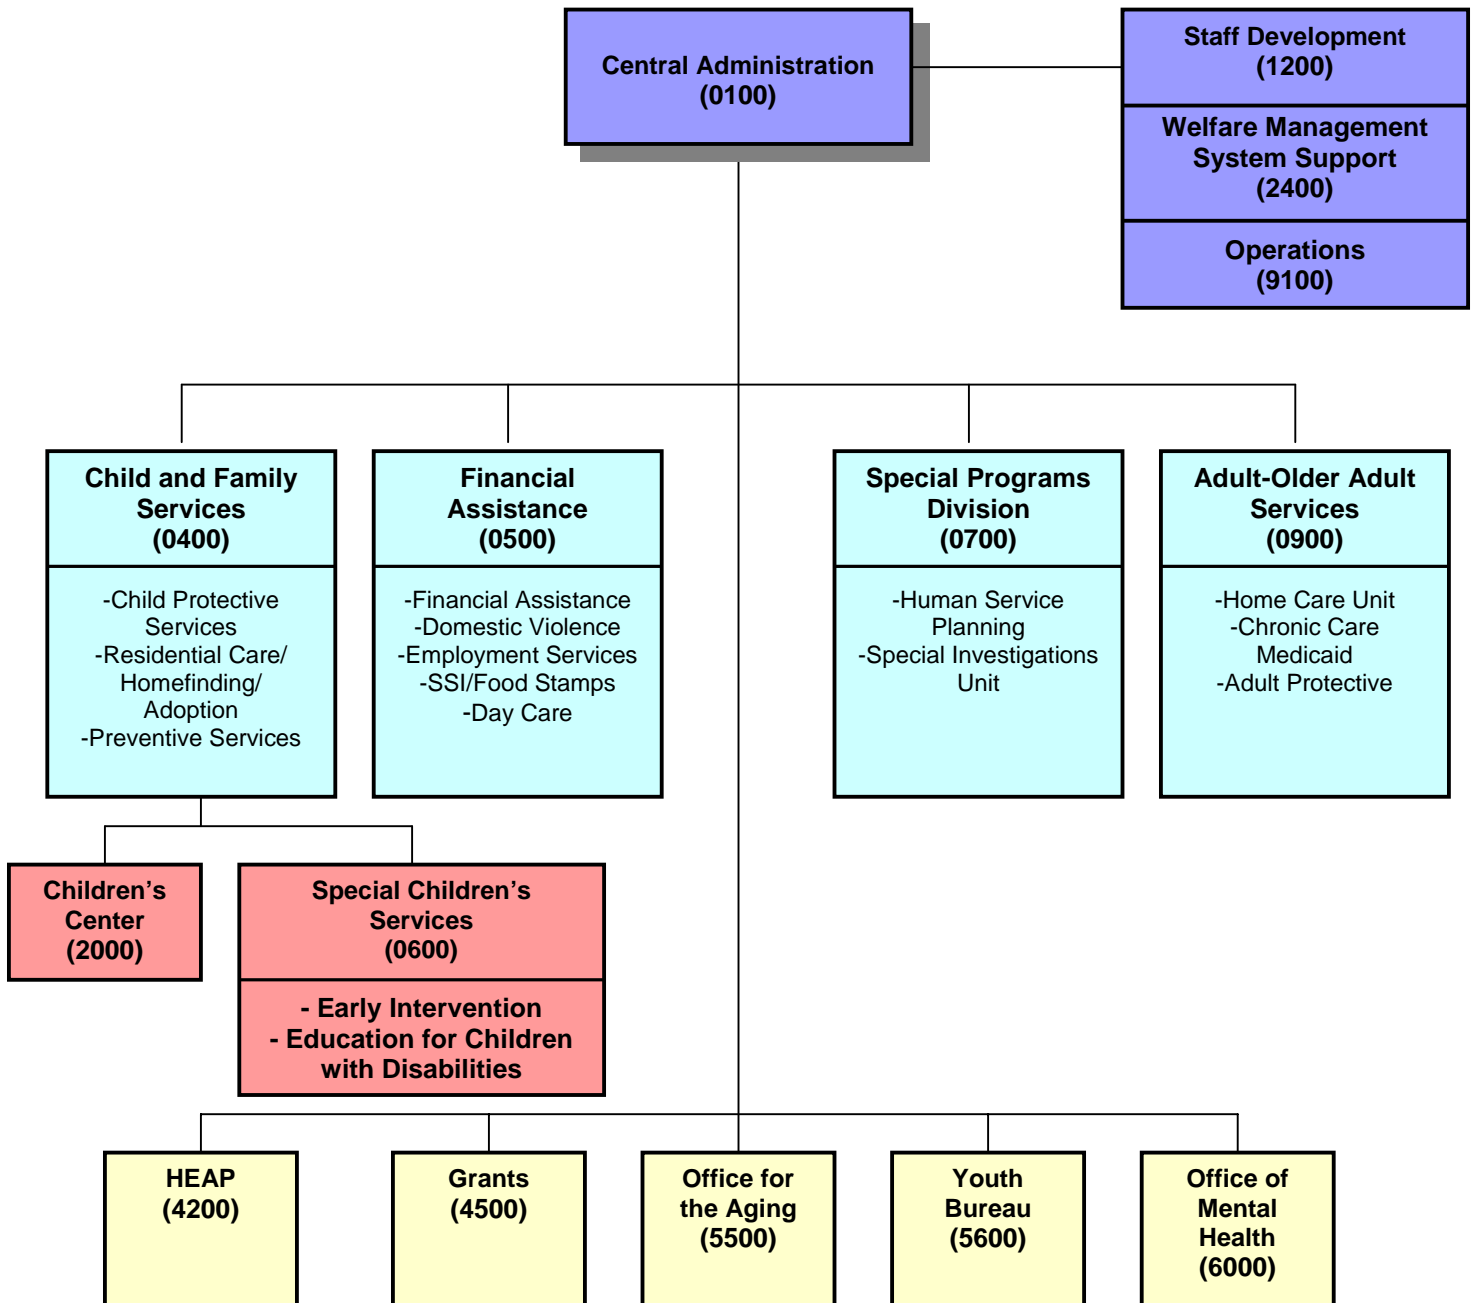 Central Administration
(0100)
Staff Development
(1200)
Welfare Management
System Support
(2400)
Operations
(9100)
Child and Family
Services
(0400)
-Child Protective
Services
-Residential Care/
Homefinding/
Adoption
-Preventive Services
Financial
Assistance
(0500)
-Financial Assistance
-Domestic Violence
-Employment Services
-SSI/Food Stamps
-Day Care
Special Programs
Division
(0700)
-Human Service
Planning
-Special Investigations
Unit
Adult-Older Adult
Services
(0900)
-Home Care Unit
-Chronic Care
Medicaid
-Adult Protective
Children's
Center
(2000)
Special Children's
Services
(0600)
- Early Intervention
- Education for Children
with Disabilities
HEAP
(4200)
Grants
(4500)
Office for
the Aging
(5500)
Youth
Bureau
(5600)
Office of
Mental
Health
(6000)